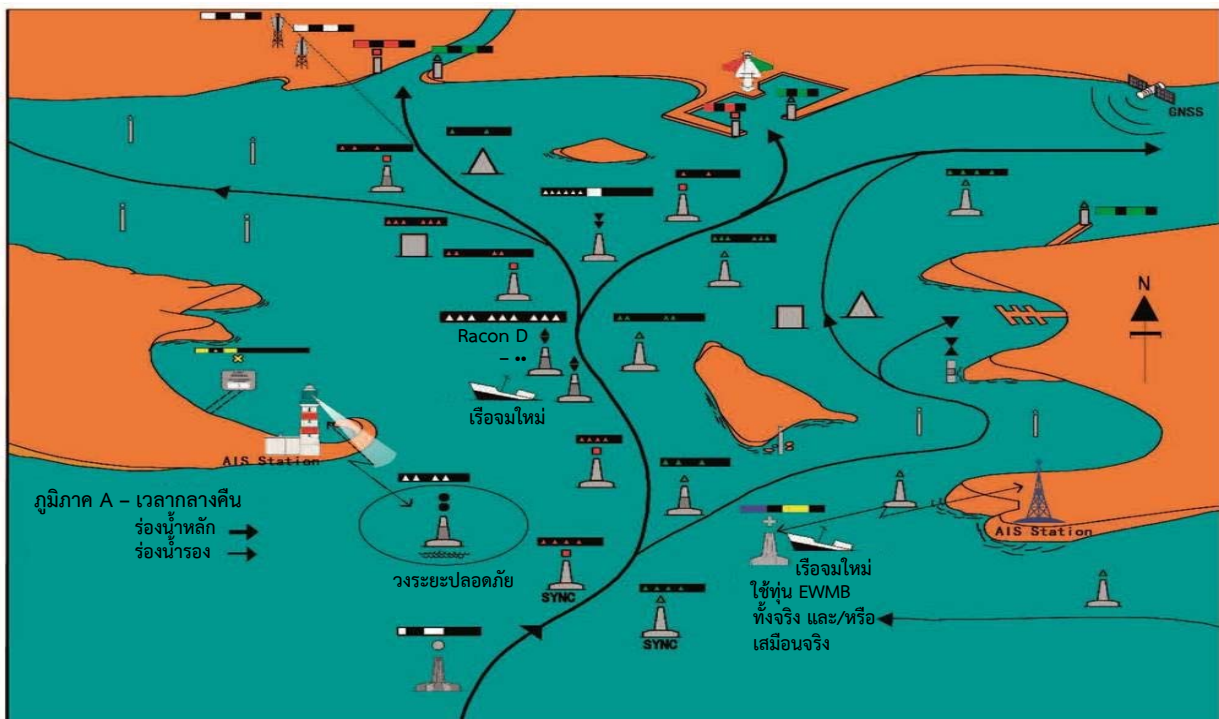 GNSS
N
Racon D
– ••
เรือจมใหม่
AIS Station
ภูมิภาค A – เวลากลางคืน
ร่องน้ำหลัก
ร่องน้ำรอง
วงระยะปลอดภัย
SYNC
SYNC
AIS Station
เรือจมใหม่
ใช้ทุ่น EWMB
ทั้งจริง และ/หรือ
เสมือนจริง